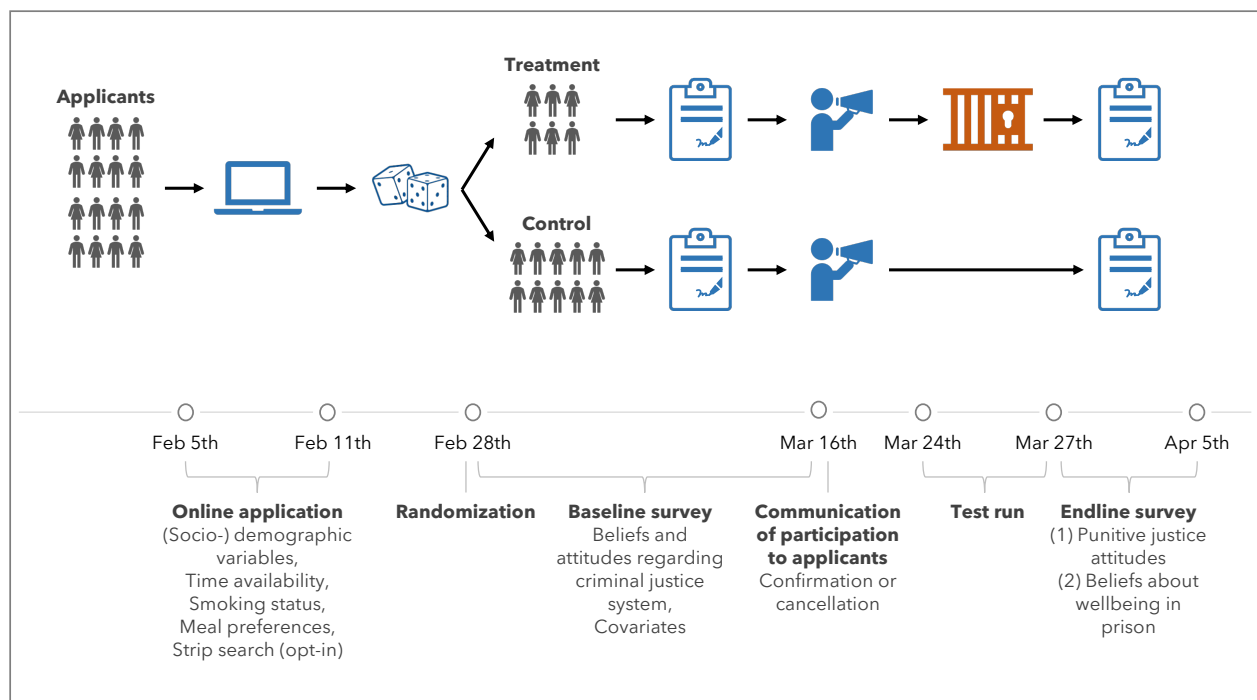 Treatment
Applicants
Control
Feb 5th
Feb 11th
Feb 28th
Mar 16th
Mar 24th
Mar 27th
Apr 5th
Online application
(Socio-) demographic
variables,
Time availability,
Smoking status,
Meal preferences,
Strip search (opt-in)
Randomization
Baseline survey
Beliefs and
attitudes regarding
criminal justice
system,
Covariates
Communication
of participation
to applicants
Confirmation or
cancellation
Test run
Endline survey
(1) Punitive justice
attitudes
(2) Beliefs about
wellbeing in
prison